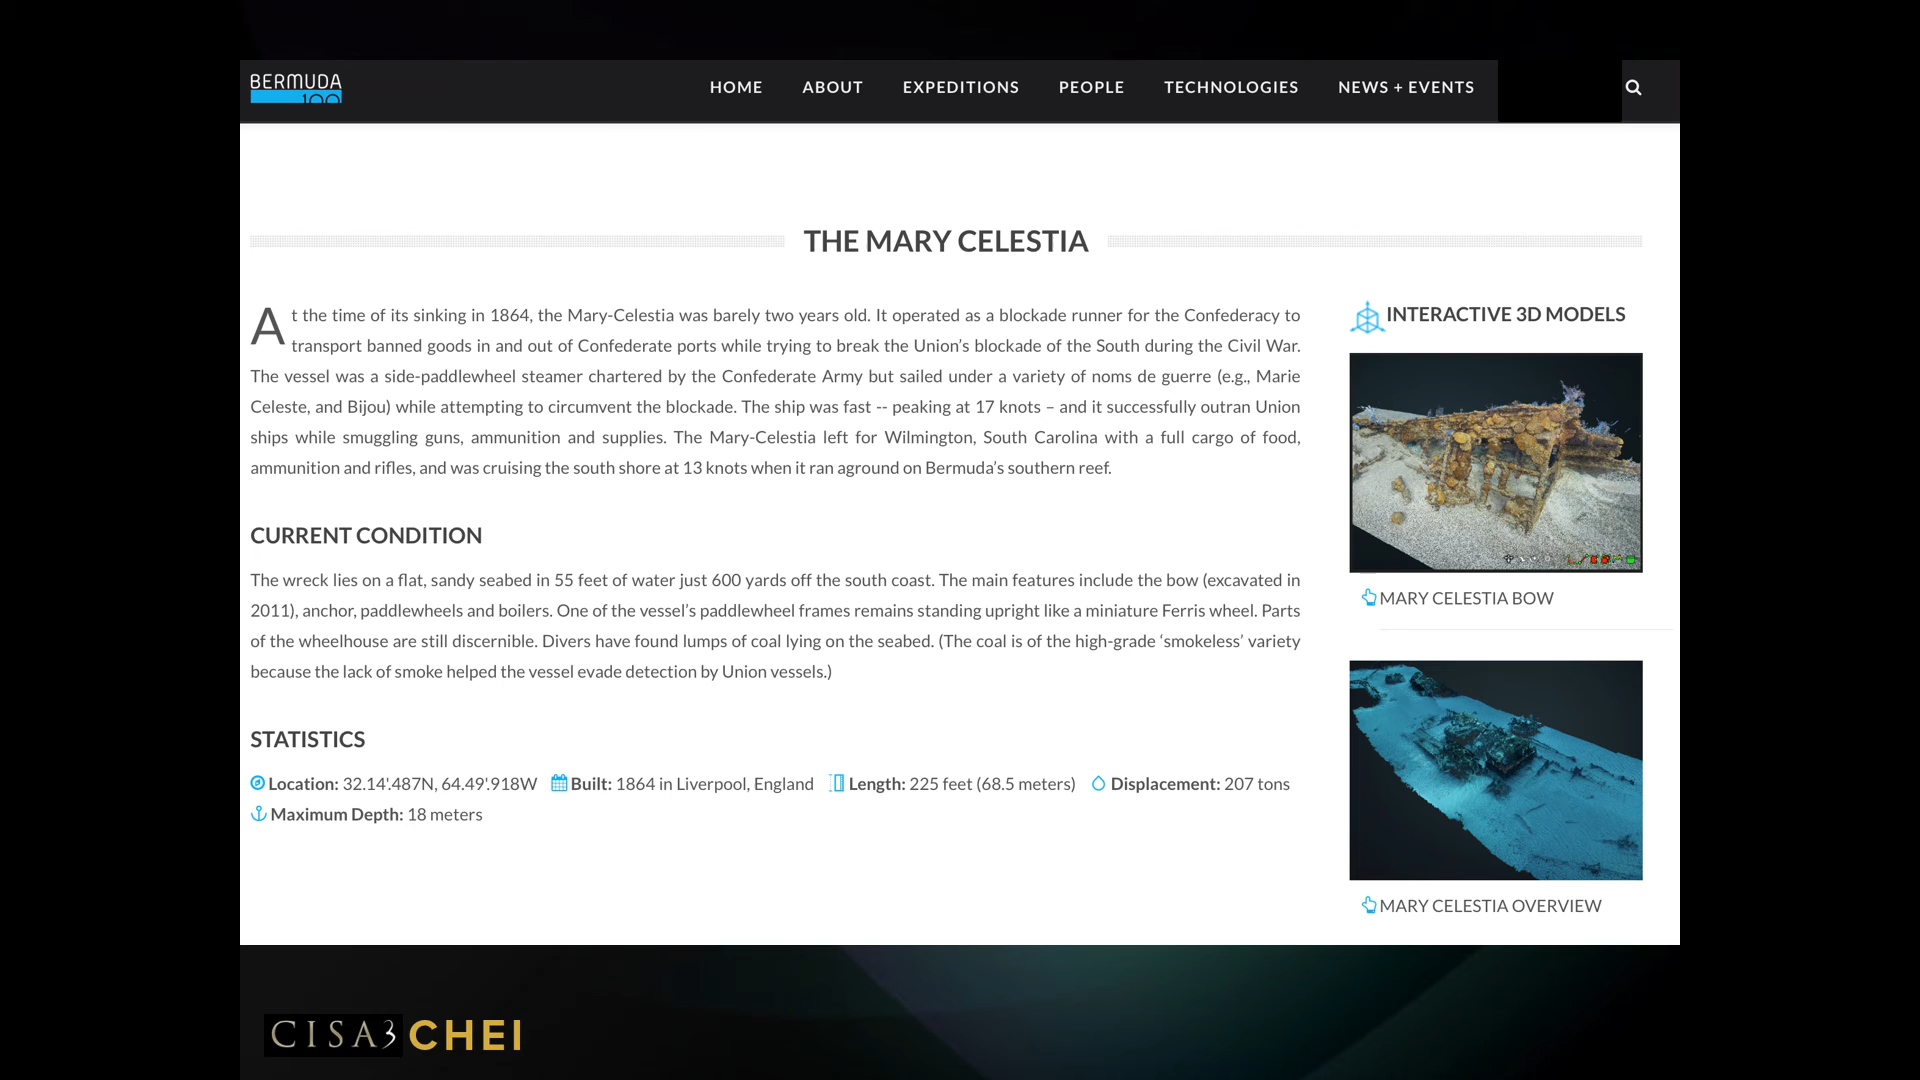 BERMUDA
100
HOME ABOUT EXPEDITIONS PEOPLE TECHNOLOGIES NEWS + EVENTS
THE MARY CELESTIA
At the time of its sinking in 1864, the Mary-Celestia was barely two years old. It operated as a blockade runner for the Confederacy to
transport banned goods in and out of Confederate ports while trying to break the Union’s blockade of the South during the Civil War.
The vessel was a side-paddlewheel steamer chartered by the Confederate Army but sailed under a variety of noms de guerre (e.g., Marie
Celeste, and Bijou) while attempting to circumvent the blockade. The ship was fast -- peaking at 17 knots – and it successfully outran Union
ships while smuggling guns, ammunition and supplies. The Mary-Celestia left for Wilmington, South Carolina with a full cargo of food,
ammunition and rifles, and was cruising the south shore at 13 knots when it ran aground on Bermuda’s southern reef.
CURRENT CONDITION
The wreck lies on a flat, sandy seabed in 55 feet of water just 600 yards off the south coast. The main features include the bow (excavated in
2011), anchor, paddlewheels and boilers. One of the vessel’s paddlewheel frames remains standing upright like a miniature Ferris wheel. Parts
of the wheelhouse are still discernible. Divers have found lumps of coal lying on the seabed. (The coal is of the high-grade ‘smokeless’ variety
because the lack of smoke helped the vessel evade detection by Union vessels.)
STATISTICS
Location: 32.14'.487N, 64.49'.918W Built: 1864 in Liverpool, England Length: 225 feet (68.5 meters) Displacement: 207 tons
Maximum Depth: 18 meters
INTERACTIVE 3D MODELS
MARY CELESTIA BOW
MARY CELESTIA OVERVIEW
CISA3 CHEI